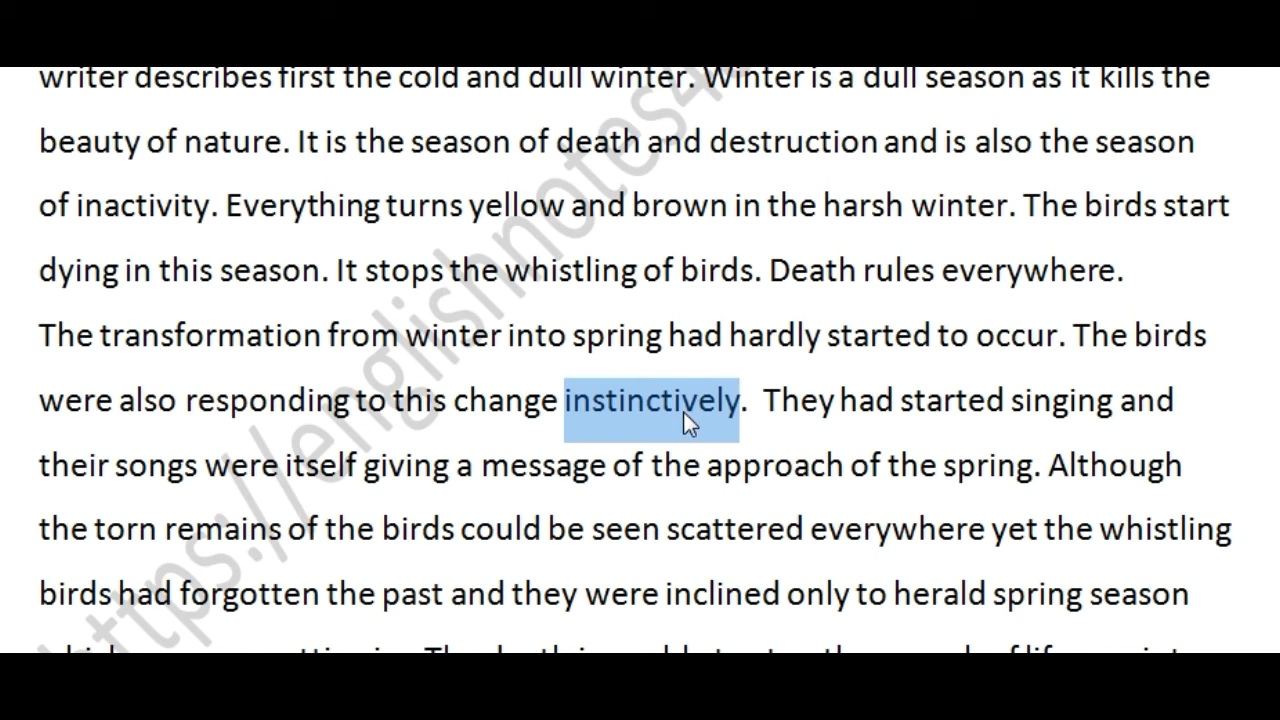 writer describes first the cold and dull winter. Winter is a dull season as it kills the
beauty of nature. It is the season of death and destruction and is also the season
of inactivity. Everything turns yellow and brown in the harsh winter. The birds start
dying in this season. It stops the whistling of birds. Death rules everywhere.
The transformation from winter into spring had hardly started to occur. The birds
were also responding to this change instinctively.  They had started singing and
their songs were itself giving a message of the approach of the spring. Although
the torn remains of the birds could be seen scattered everywhere yet the whistling
birds had forgotten the past and they were inclined only to herald spring season
https://englishnotes4